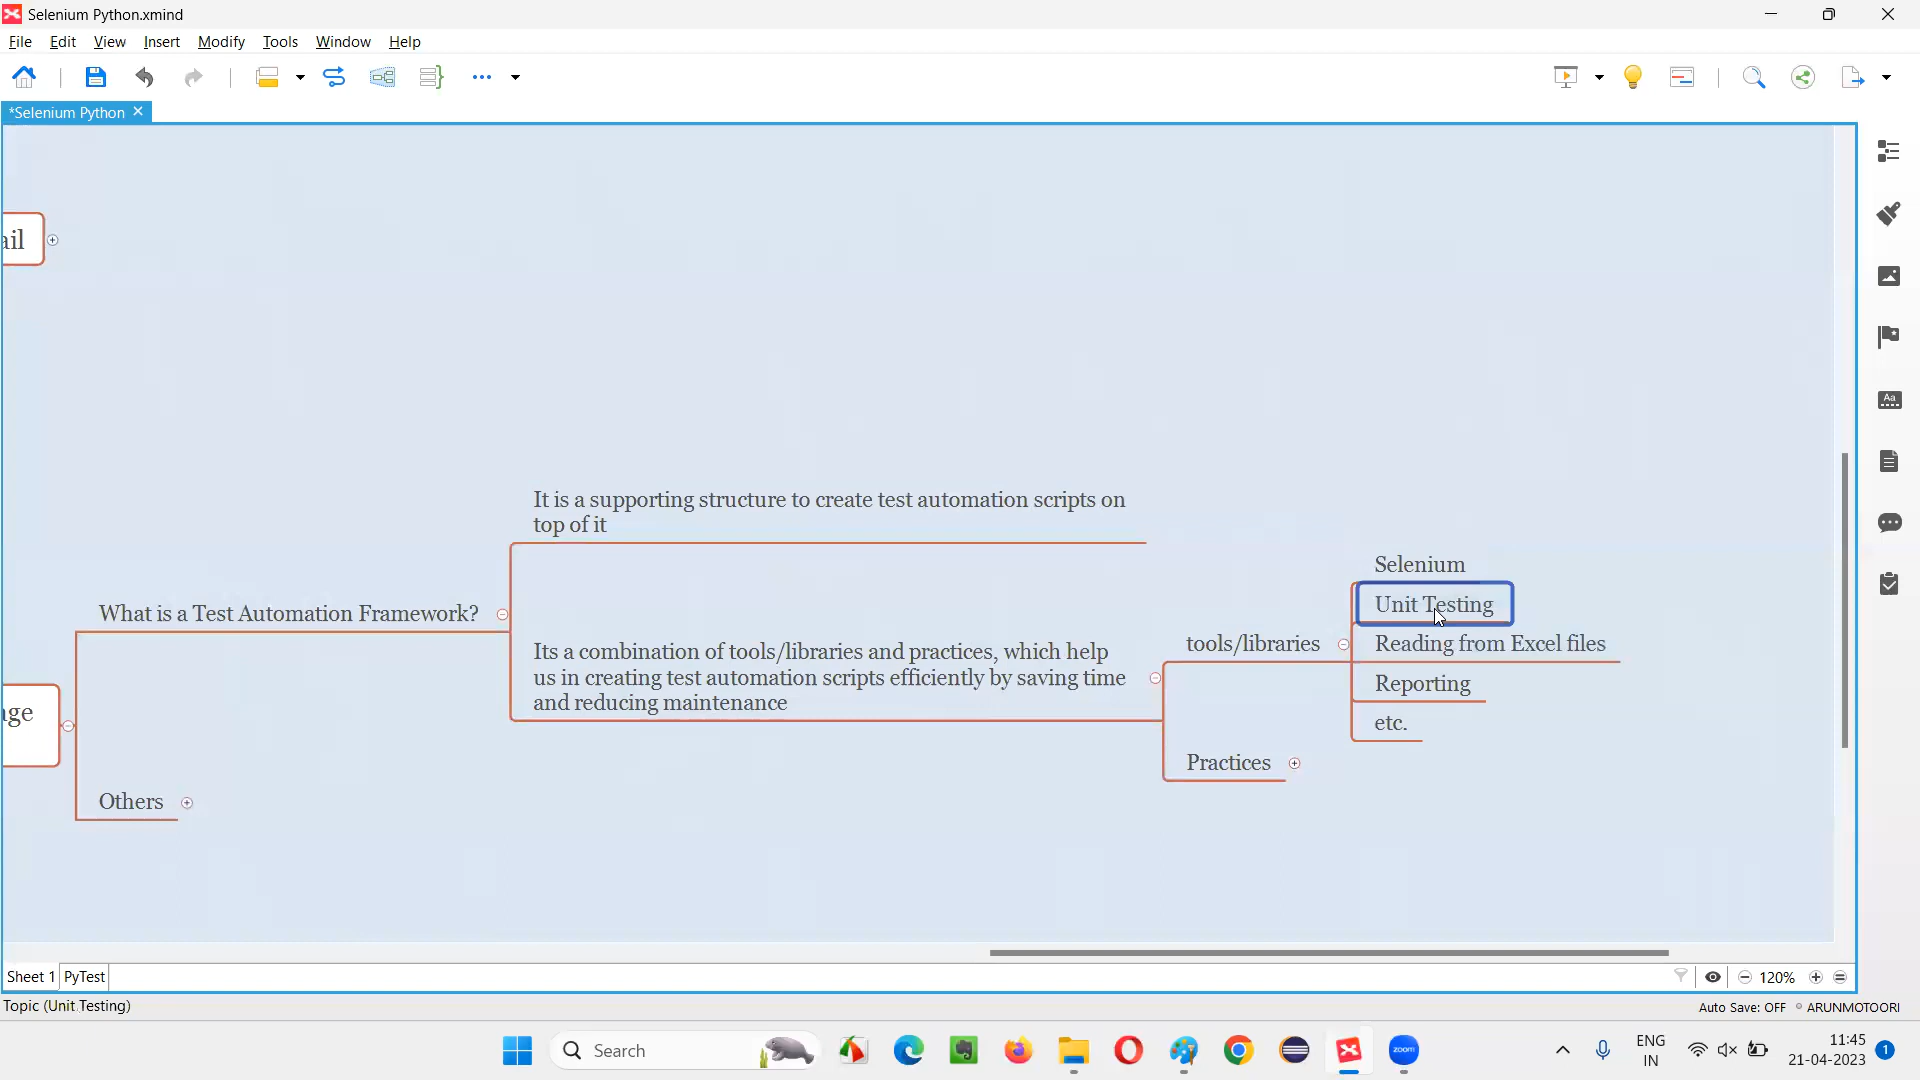 Selenium Python.xmind
File Edit View Insert Modify Tools Window Help
*Selenium Python
ail
It is a supporting structure to create test automation scripts on
top of it
Selenium
What is a Test Automation Framework?
Unit Testing
Its a combination of tools/libraries and practices, which help
us in creating test automation scripts efficiently by saving time
and reducing maintenance
tools/libraries
Reading from Excel files
Reporting
etc.
age
Practices
Others
Sheet 1 PyTest
120%
Topic (Unit Testing)
Auto Save: OFF ARUNMOTOORI
Search
zoom
ENG
IN
11:45
21-04-2023
1